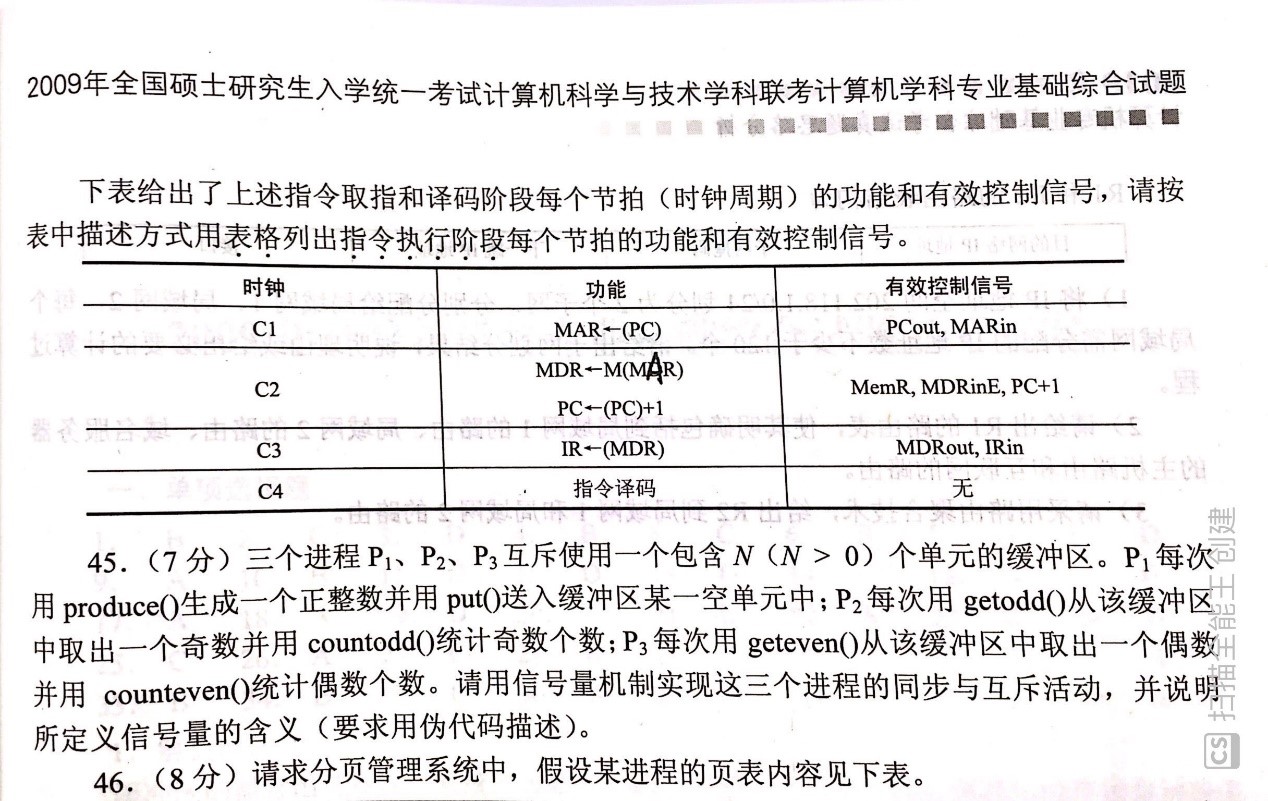 2009年全国硕士研究生入学统一考试计算机科学与技术学科联考计算机学科专业基础综合试题
下表给出了上述指令取指和译码阶段每个节拍（时钟周期）的功能和有效控制信号，请按
表中描述方式用表格列出指令执行阶段每个节拍的功能和有效控制信号。
时钟 功能 有效控制信号
C1 MAR←(PC) PCout, MARin
C2 MDR←M(MAR) MemR, MDRinE, PC+1
PC←(PC)+1
C3 IR←(MDR) MDRout, IRin
C4 指令译码 无
45.（7 分）三个进程 P₁、P₂、P₃ 互斥使用一个包含 N（N > 0）个单元的缓冲区。P₁ 每次
用 produce()生成一个正整数并用 put()送入缓冲区某一空单元中; P₂ 每次用 getodd()从该缓冲区
中取出一个奇数并用 countodd()统计奇数个数; P₃ 每次用 geteven()从该缓冲区中取出一个偶数
并用 counteven()统计偶数个数。请用信号量机制实现这三个进程的同步与互斥活动，并说明
所定义信号量的含义（要求用伪代码描述）。
46.（8 分）请求分页管理系统中，假设某进程的页表内容见下表。
CS 扫描全能王 创建